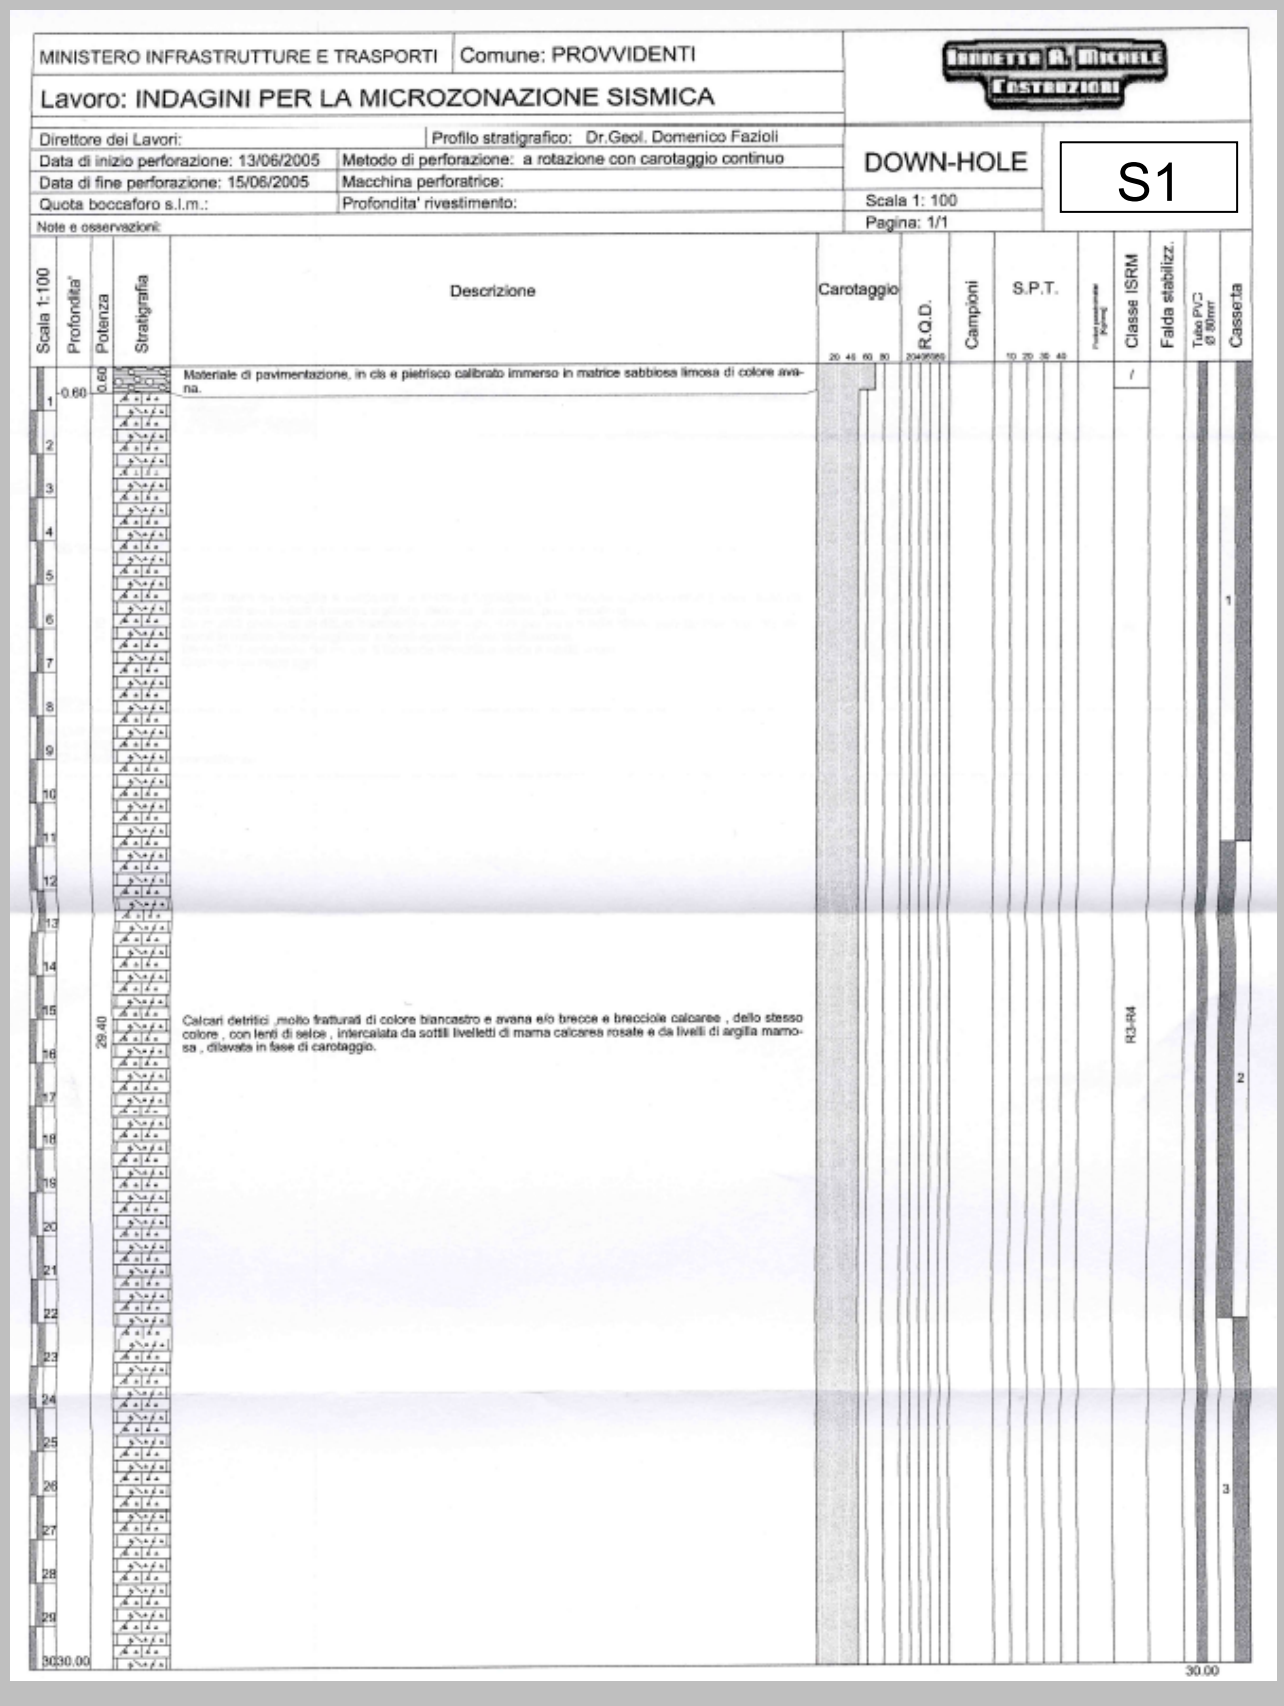 MINISTERO INFRASTRUTTURE E TRASPORTI
Comune: PROVVIDENTI
IANNETTA A. MICHELE
COSTRUZIONI
Lavoro: INDAGINI PER LA MICROZONAZIONE SISMICA
Direttore dei Lavori:
Profilo stratigrafico: Dr.Geol. Domenico Fazioli
Data di inizio perforazione: 13/06/2005
Metodo di perforazione: a rotazione con carotaggio continuo
Data di fine perforazione: 15/06/2005
Macchina perforatrice:
Quota boccaforo s.l.m.:
Profondita' rivestimento:
Note e osservazioni:
DOWN-HOLE
Scala 1: 100
Pagina: 1/1
S1
Scala 1:100
Profondita'
Potenza
Stratigrafia
Descrizione
Carotaggio
20 40 60 80
R.Q.D.
20406080
Campioni
S.P.T.
10 20 30 40
Classe ISRM
Falda stabilizz.
Tubo PVC
Ø 80mm
Cassetta
-0.60
0.60
Materiale di pavimentazione, in cls e pietrisco calibrato immerso in matrice sabbiosa limosa di colore ava-
na.
/
1
2
3
4
5
6
7
8
9
10
11
12
13
14
15
16
17
18
19
20
21
22
23
24
25
26
27
28
29
30
30.00
29.40
Calcari detritici ,molto fratturati di colore biancastro e avana e/o brecce e brecciole calcaree , dello stesso
colore , con lenti di selce , intercalata da sottili livelletti di marna calcarea rosate e da livelli di argilla marno-
sa , dilavata in fase di carotaggio.
R3-R4
1
2
3
30.00